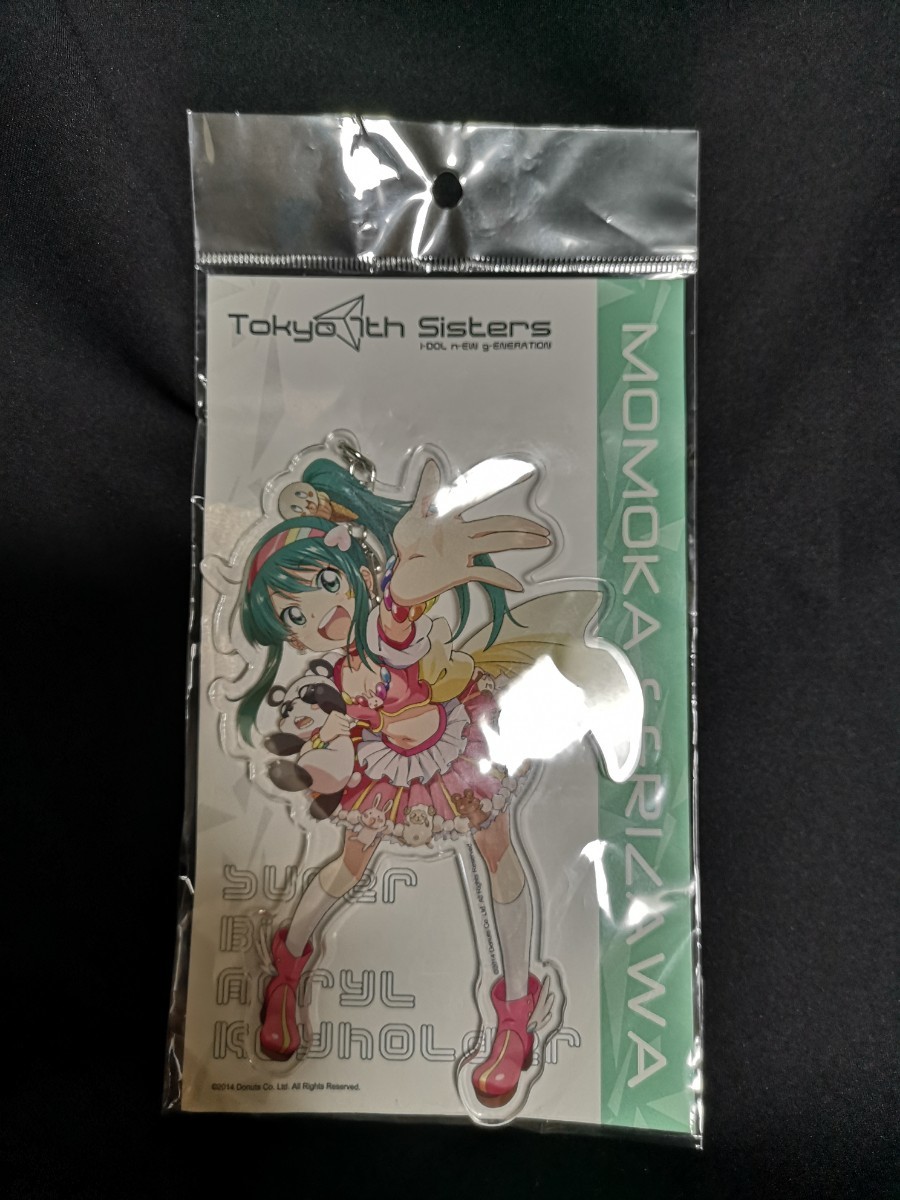 Tokyo 7th Sisters
I-DOL n-EW g-ENERATION
MOMOKA SERIZAWA
Super
Big
Acryl
Keyholder
©2014 Donuts Co. Ltd. All Rights Reserved.